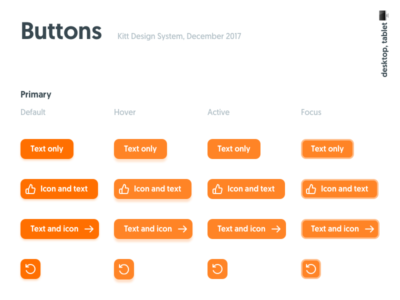 Buttons
Kitt Design System, December 2017
desktop, tablet
Primary
Default Hover Active Focus
Text only Text only Text only Text only
Icon and text Icon and text Icon and text Icon and text
Text and icon Text and icon Text and icon Text and icon